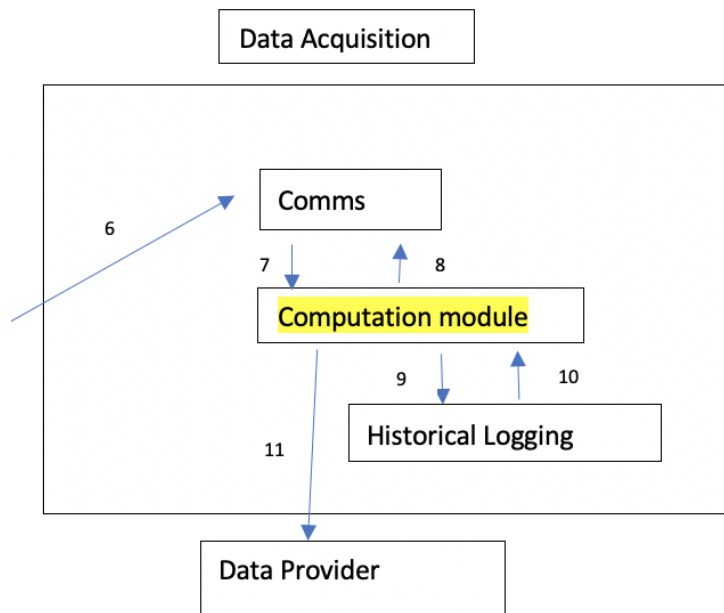 Data Acquisition
Comms
6
7
8
Computation module
9
10
Historical Logging
11
Data Provider